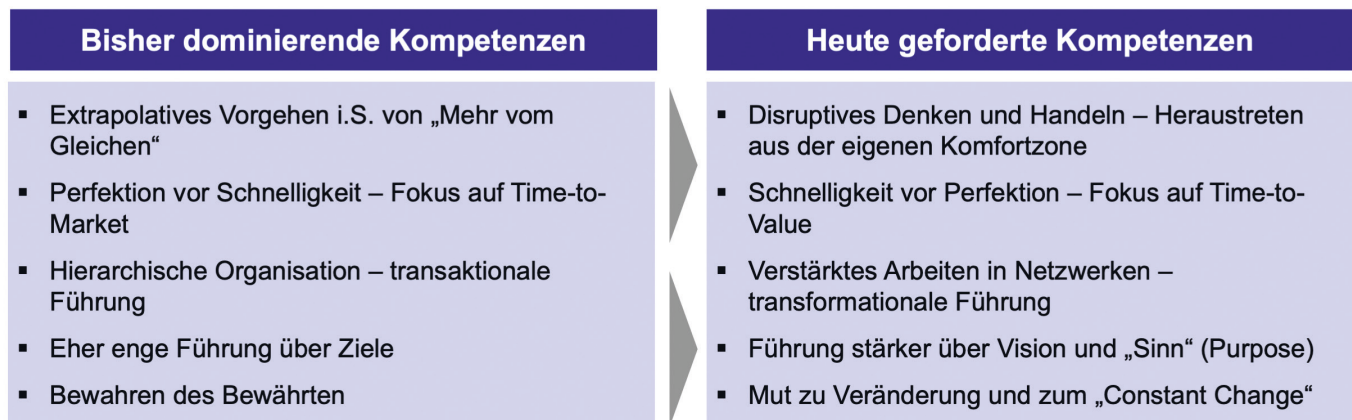 Bisher dominierende Kompetenzen
▪ Extrapolatives Vorgehen i.S. von „Mehr vom
Gleichen“
▪ Perfektion vor Schnelligkeit – Fokus auf Time-to-
Market
▪ Hierarchische Organisation – transaktionale
Führung
▪ Eher enge Führung über Ziele
▪ Bewahren des Bewährten
Heute geforderte Kompetenzen
▪ Disruptives Denken und Handeln – Heraustreten
aus der eigenen Komfortzone
▪ Schnelligkeit vor Perfektion – Fokus auf Time-to-
Value
▪ Verstärktes Arbeiten in Netzwerken –
transformationale Führung
▪ Führung stärker über Vision und „Sinn“ (Purpose)
▪ Mut zu Veränderung und zum „Constant Change“